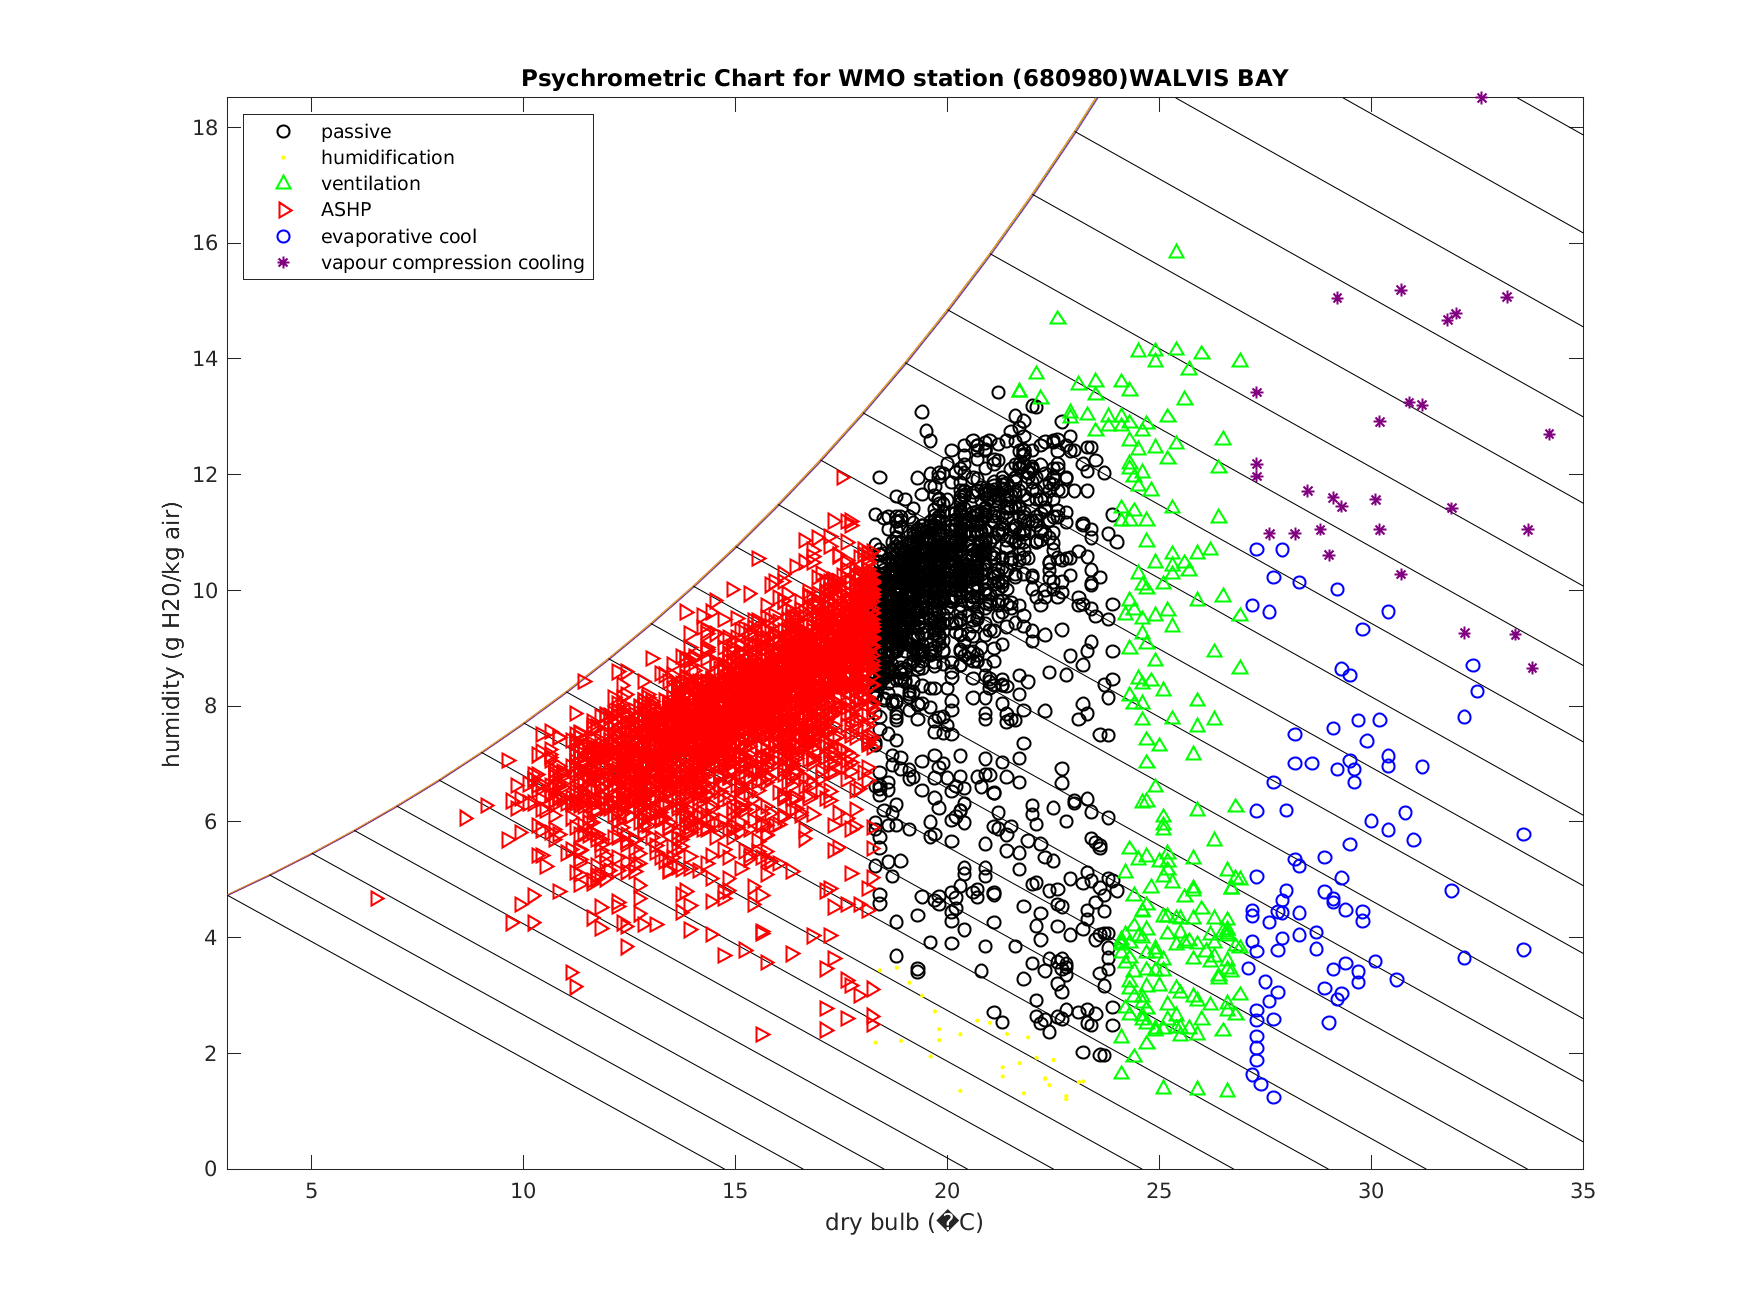 Psychrometric Chart for WMO station (680980)WALVIS BAY
passive
humidification
ventilation
ASHP
evaporative cool
vapour compression cooling
humidity (g H20/kg air)
18
16
14
12
10
8
6
4
2
0
5 10 15 20 25 30 35
dry bulb (�C)